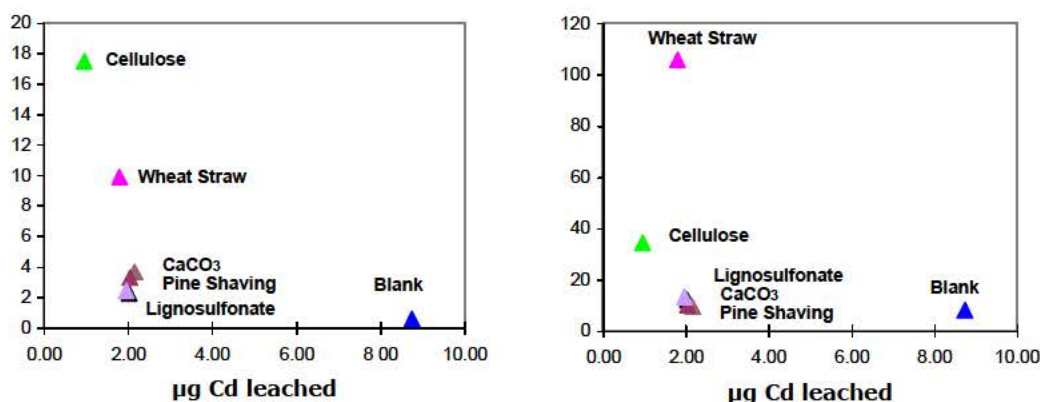 20
18
16
14
12
10
8
6
4
2
0
Cellulose
Wheat Straw
CaCO₃
Pine Shaving
Lignosulfonate
Blank
0.00 2.00 4.00 6.00 8.00 10.00
µg Cd leached
120
100
80
60
40
20
0
Wheat Straw
Cellulose
Lignosulfonate
CaCO₃
Pine Shaving
Blank
0.00 2.00 4.00 6.00 8.00 10.00
µg Cd leached